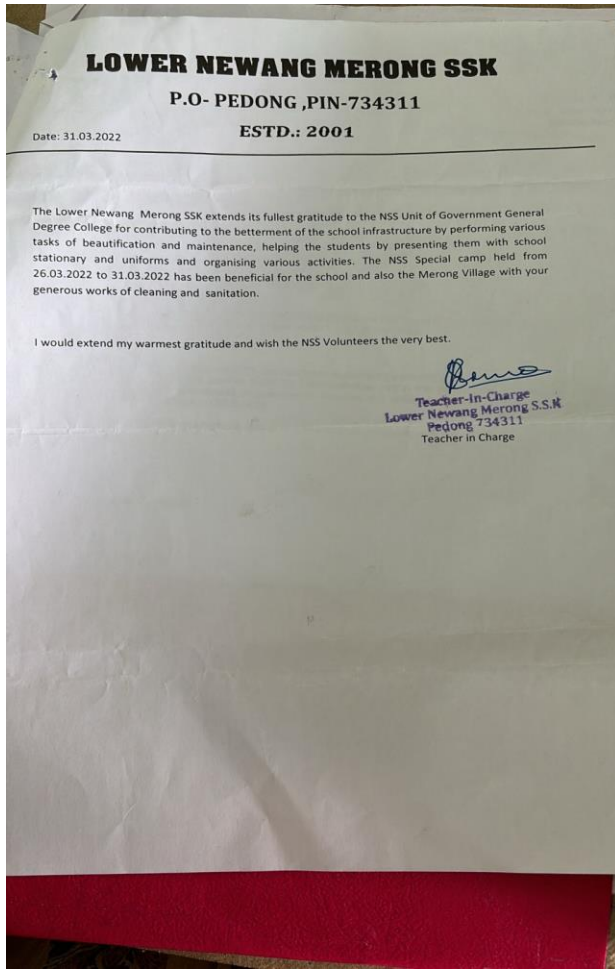 LOWER NEWANG MERONG SSK
P.O- PEDONG ,PIN-734311
Date: 31.03.2022
ESTD.: 2001
The Lower Newang Merong SSK extends its fullest gratitude to the NSS Unit of Government General
Degree College for contributing to the betterment of the school infrastructure by performing various
tasks of beautification and maintenance, helping the students by presenting them with school
stationary and uniforms and organising various activities. The NSS Special camp held from
26.03.2022 to 31.03.2022 has been beneficial for the school and also the Merong Village with your
generous works of cleaning and sanitation.
I would extend my warmest gratitude and wish the NSS Volunteers the very best.
Teacher-In-Charge
Lower Newang Merong S.S.K
Pedong 734311
Teacher in Charge